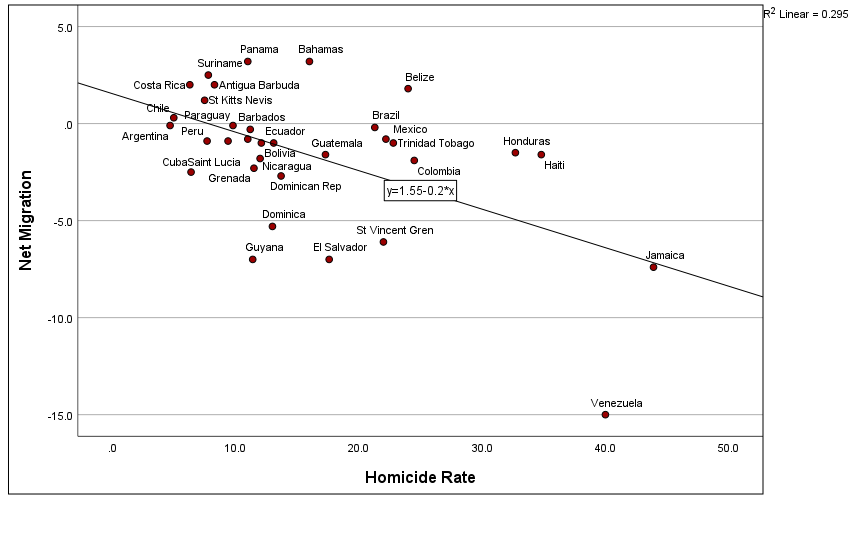 R2 Linear = 0.295
5.0
Panama
Bahamas
Suriname
Belize
Costa Rica
Antigua Barbuda
St Kitts Nevis
Chile
Paraguay
Barbados
Brazil
.0
Argentina
Peru
Ecuador
Mexico
Guatemala
Trinidad Tobago
Honduras
Bolivia
Cuba
Saint Lucia
Nicaragua
Haiti
Grenada
Colombia
Dominican Rep
y=1.55-0.2*x
Dominica
-5.0
St Vincent Gren
Guyana
El Salvador
Jamaica
-10.0
Venezuela
-15.0
Net Migration
.0
10.0
20.0
30.0
40.0
50.0
Homicide Rate